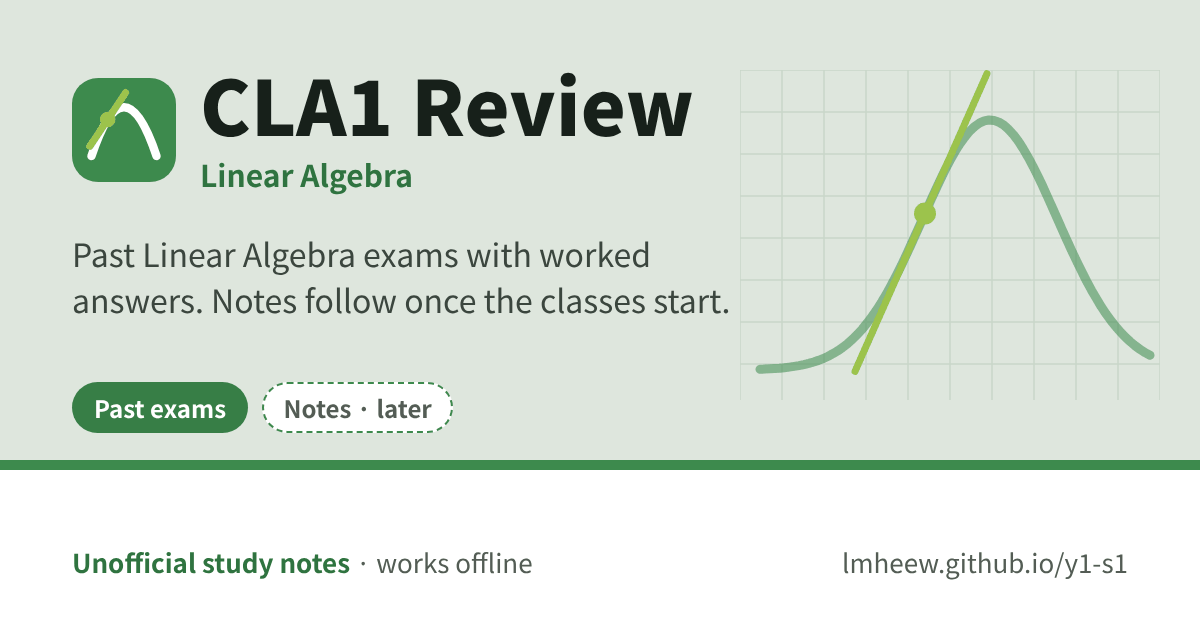 CLA1 Review
Linear Algebra
Past Linear Algebra exams with worked
answers. Notes follow once the classes start.
Past exams
Notes · later
Unofficial study notes · works offline
lmheew.github.io/y1-s1